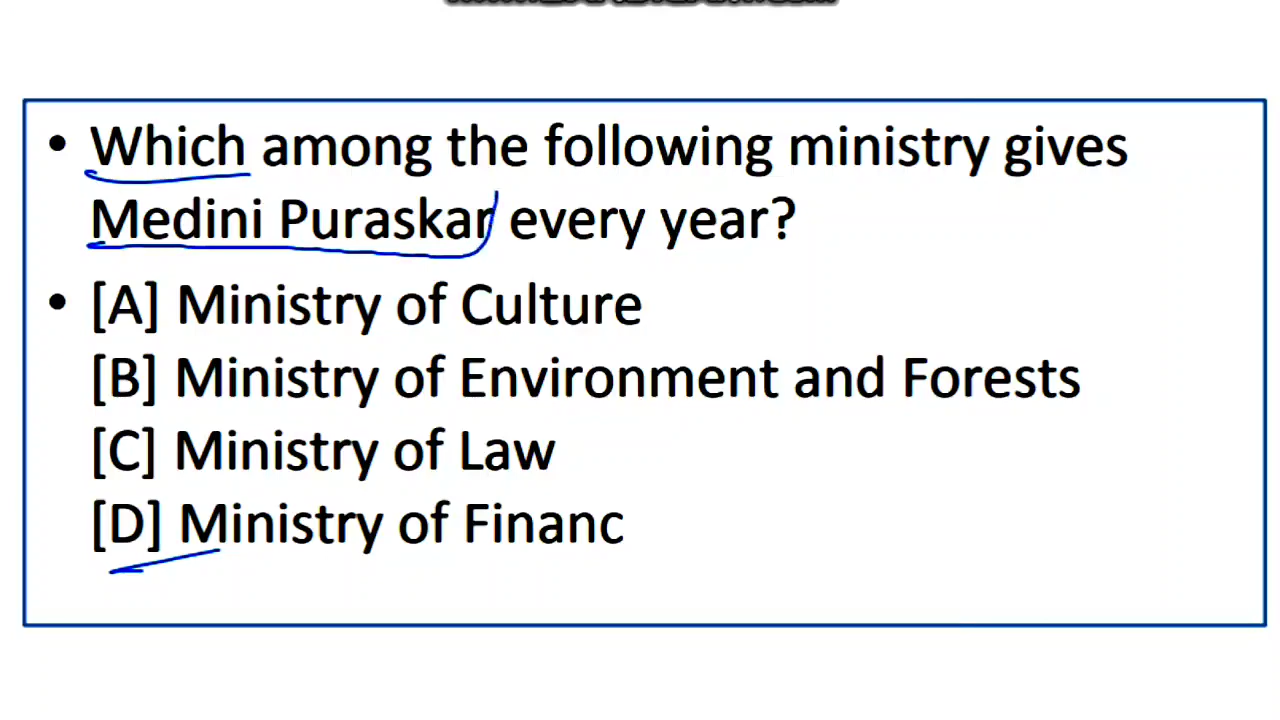 • Which among the following ministry gives
Medini Puraskar every year?
• [A] Ministry of Culture
[B] Ministry of Environment and Forests
[C] Ministry of Law
[D] Ministry of Financ